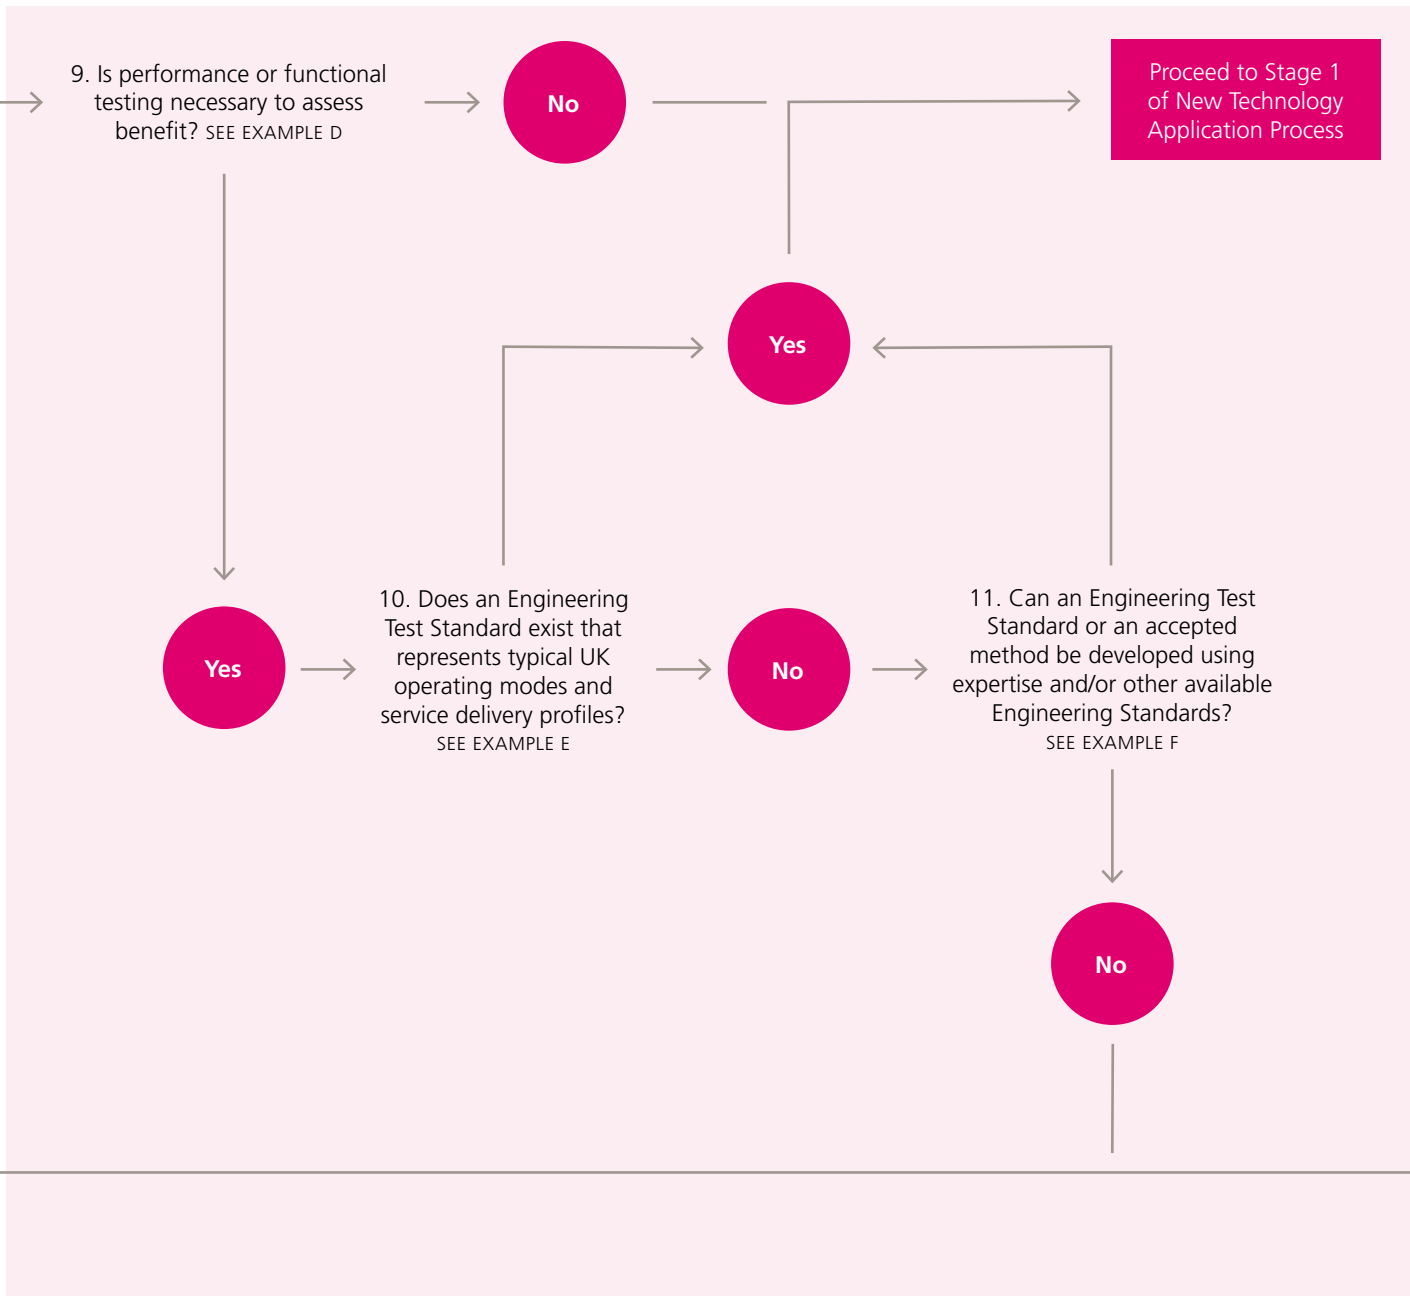 9. Is performance or functional
testing necessary to assess
benefit? SEE EXAMPLE D
No
Proceed to Stage 1
of New Technology
Application Process
Yes
Yes
10. Does an Engineering
Test Standard exist that
represents typical UK
operating modes and
service delivery profiles?
SEE EXAMPLE E
No
11. Can an Engineering Test
Standard or an accepted
method be developed using
expertise and/or other available
Engineering Standards?
SEE EXAMPLE F
No